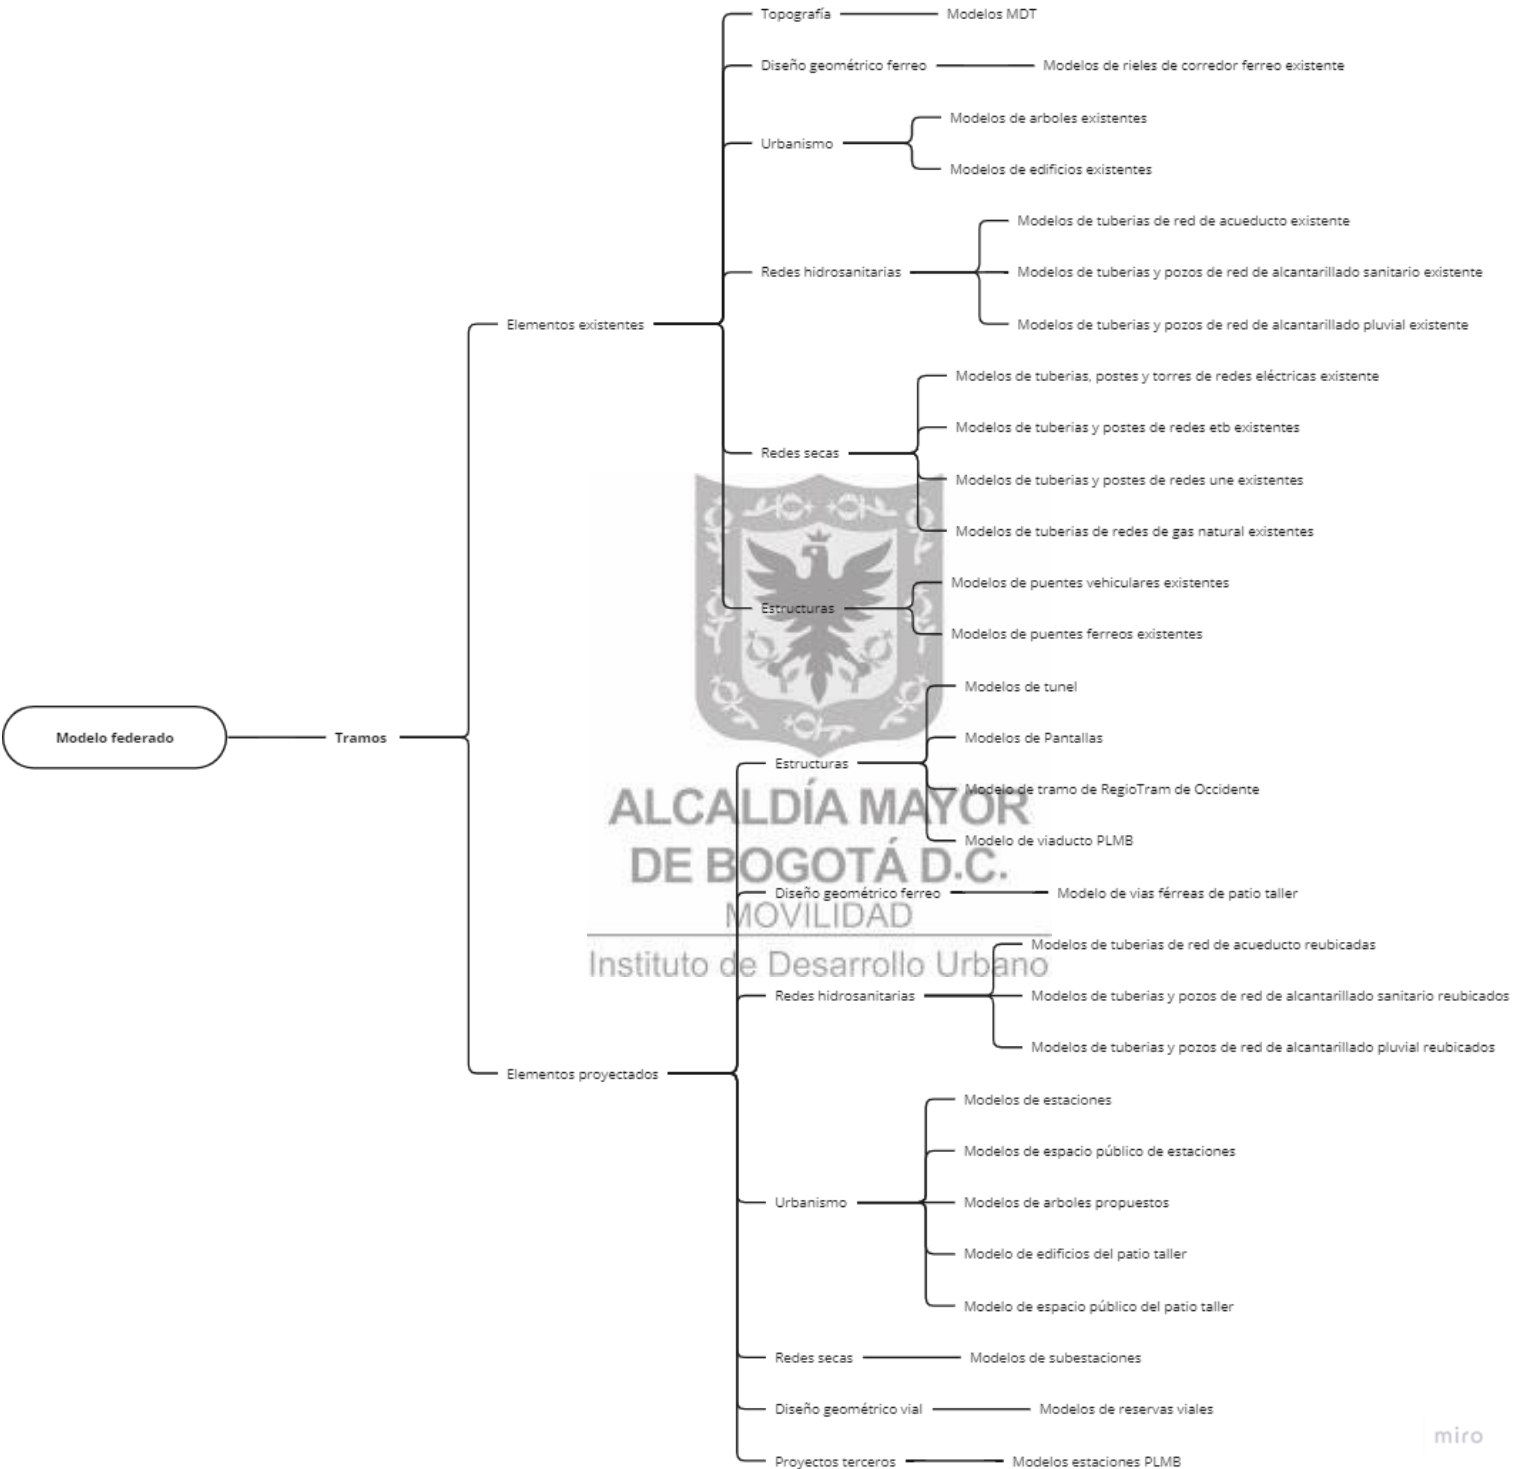 Modelo federado
Tramos
Elementos existentes
Topografía
Modelos MDT
Diseño geométrico ferreo
Modelos de rieles de corredor ferreo existente
Urbanismo
Modelos de arboles existentes
Modelos de edificios existentes
Redes hidrosanitarias
Modelos de tuberias de red de acueducto existente
Modelos de tuberias y pozos de red de alcantarillado sanitario existente
Modelos de tuberias y pozos de red de alcantarillado pluvial existente
Redes secas
Modelos de tuberias, postes y torres de redes eléctricas existente
Modelos de tuberias y postes de redes etb existentes
Modelos de tuberias y postes de redes une existentes
Modelos de tuberias de redes de gas natural existentes
Estructuras
Modelos de puentes vehiculares existentes
Modelos de puentes ferreos existentes
Elementos proyectados
Estructuras
Modelos de tunel
Modelos de Pantallas
Modelo de tramo de RegioTram de Occidente
Modelo de viaducto PLMB
Diseño geométrico ferreo
Modelo de vias férreas de patio taller
Redes hidrosanitarias
Modelos de tuberias de red de acueducto reubicadas
Modelos de tuberias y pozos de red de alcantarillado sanitario reubicados
Modelos de tuberias y pozos de red de alcantarillado pluvial reubicados
Urbanismo
Modelos de estaciones
Modelos de espacio público de estaciones
Modelos de arboles propuestos
Modelo de edificios del patio taller
Modelo de espacio público del patio taller
Redes secas
Modelos de subestaciones
Diseño geométrico vial
Modelos de reservas viales
Proyectos terceros
Modelos estaciones PLMB
ALCALDÍA MAYOR
DE BOGOTÁ D.C.
MOVILIDAD
Instituto de Desarrollo Urbano
miro